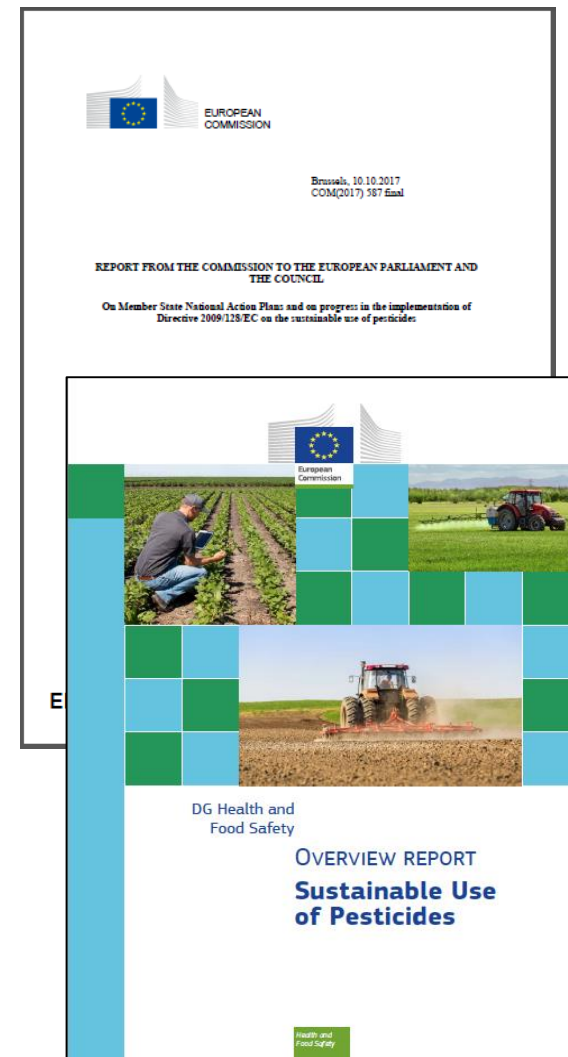 EUROPEAN
COMMISSION
Brussels, 10.10.2017
COM(2017) 587 final
REPORT FROM THE COMMISSION TO THE EUROPEAN PARLIAMENT AND
THE COUNCIL
On Member State National Action Plans and on progress in the implementation of
Directive 2009/128/EC on the sustainable use of pesticides
European
Commission
DG Health and
Food Safety
OVERVIEW REPORT
Sustainable Use
of Pesticides
Health and
Food Safety